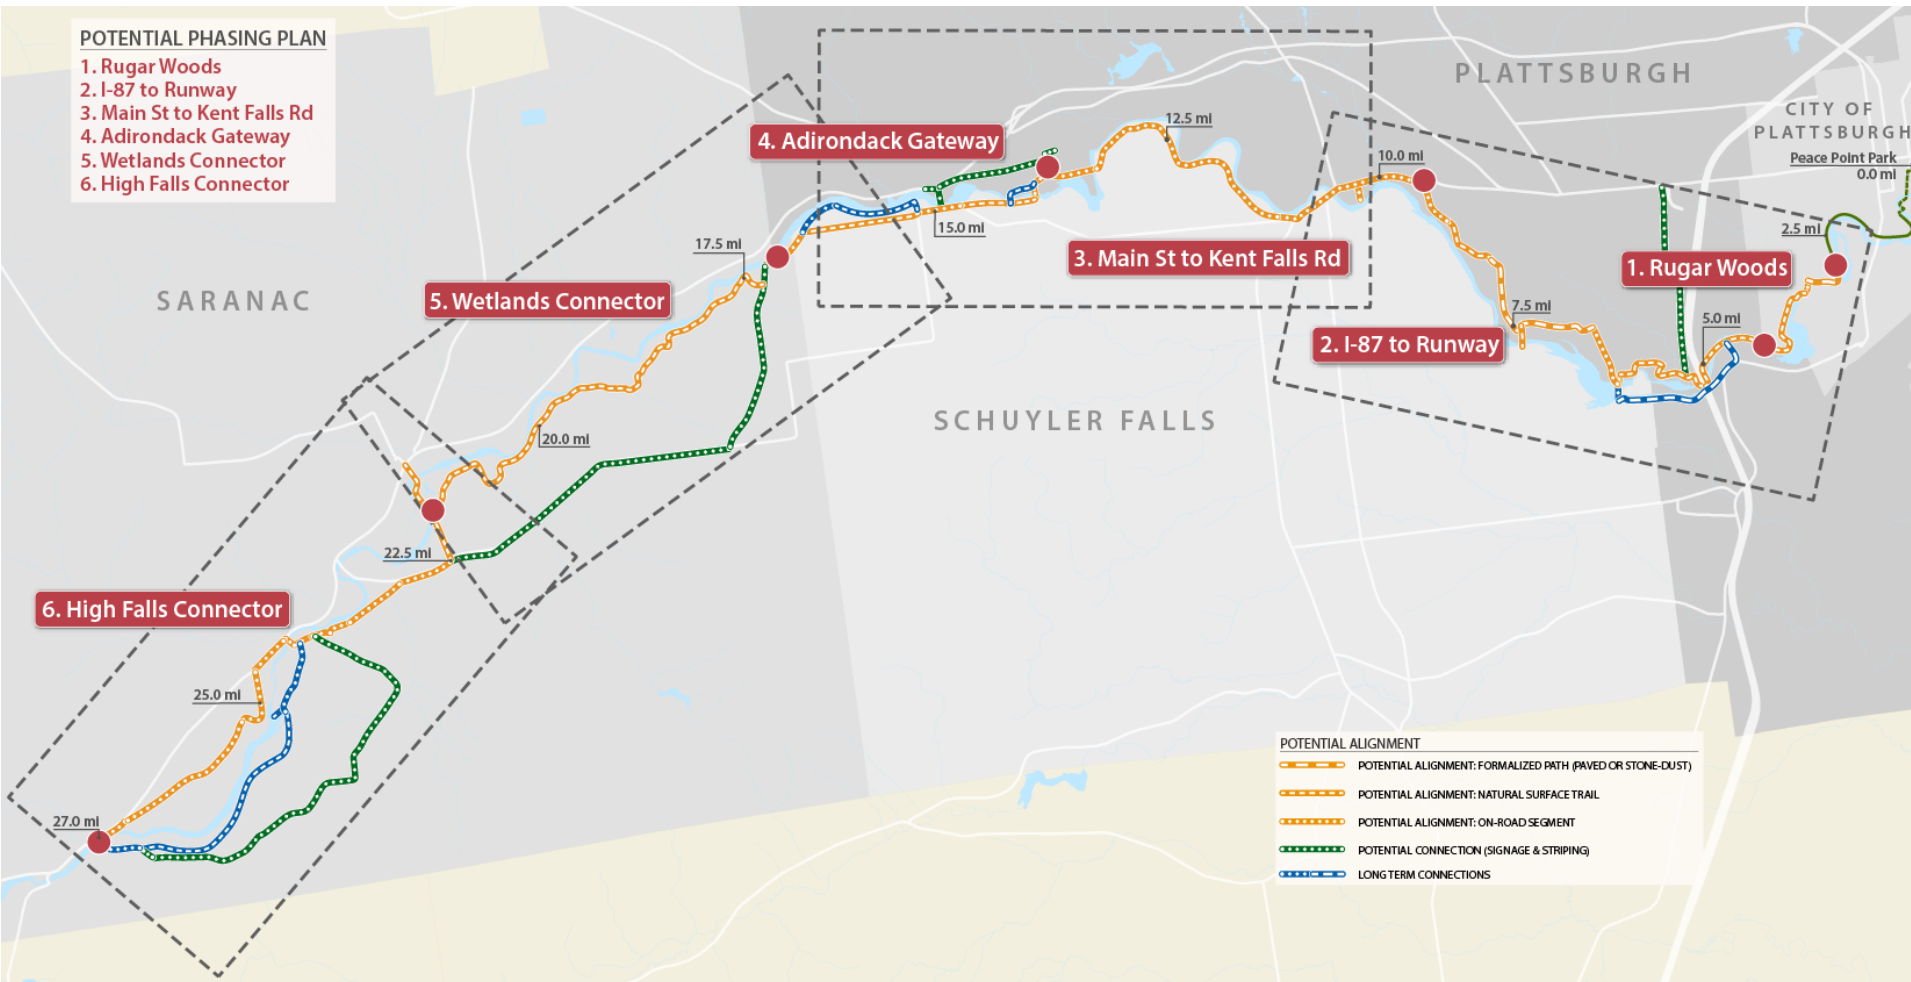 POTENTIAL PHASING PLAN
1. Rugar Woods
2. I-87 to Runway
3. Main St to Kent Falls Rd
4. Adirondack Gateway
5. Wetlands Connector
6. High Falls Connector
PLATTSBURGH
CITY OF
PLATTSBURGH
Peace Point Park
0.0 mi
12.5 mi
4. Adirondack Gateway
10.0 mi
2.5 mi
15.0 mi
17.5 mi
3. Main St to Kent Falls Rd
1. Rugar Woods
SARANAC
5. Wetlands Connector
7.5 mi
5.0 mi
2. I-87 to Runway
SCHUYLER FALLS
20.0 mi
22.5 mi
6. High Falls Connector
25.0 mi
27.0 mi
POTENTIAL ALIGNMENT
POTENTIAL ALIGNMENT: FORMALIZED PATH (PAVED OR STONE-DUST)
POTENTIAL ALIGNMENT: NATURAL SURFACE TRAIL
POTENTIAL ALIGNMENT: ON-ROAD SEGMENT
POTENTIAL CONNECTION (SIGNAGE & STRIPING)
LONG TERM CONNECTIONS